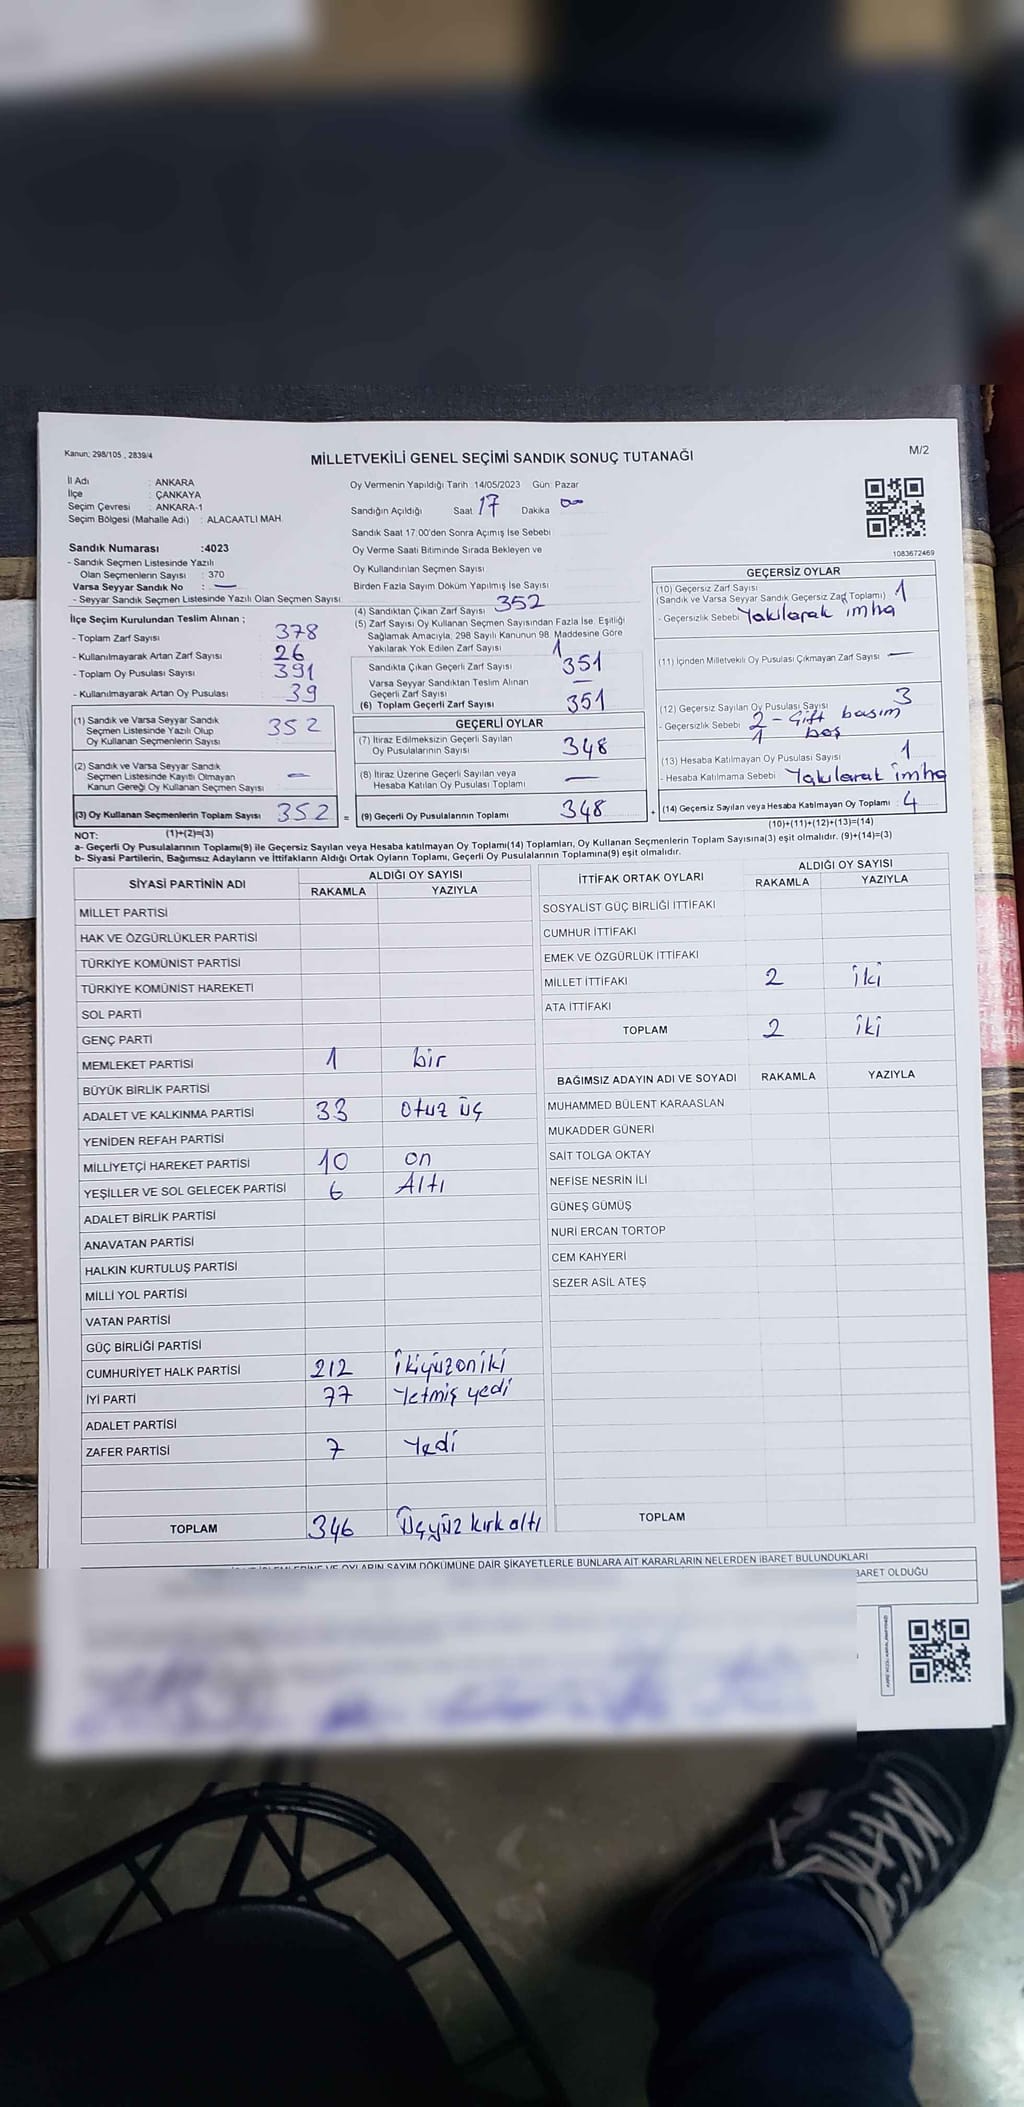 Kanun; 298/105 , 2839/4
MİLLETVEKİLİ GENEL SEÇİMİ SANDIK SONUÇ TUTANAĞI
M/2
İl Adı : ANKARA
İlçe : ÇANKAYA
Seçim Çevresi : ANKARA-1
Seçim Bölgesi (Mahalle Adı) : ALACAATLI MAH.
Sandık Numarası :4023
- Sandık Seçmen Listesinde Yazılı
Olan Seçmenlerin Sayısı : 370
Varsa Seyyar Sandık No : —
- Seyyar Sandık Seçmen Listesinde Yazılı Olan Seçmen Sayısı
İlçe Seçim Kurulundan Teslim Alınan ;
- Toplam Zarf Sayısı : 378
- Kullanılmayarak Artan Zarf Sayısı : 26
- Toplam Oy Pusulası Sayısı : 391
- Kullanılmayarak Artan Oy Pusulası : 39
(1) Sandık ve Varsa Seyyar Sandık
Seçmen Listesinde Yazılı Olup
Oy Kullanan Seçmenlerin Sayısı : 352
(2) Sandık ve Varsa Seyyar Sandık
Seçmen Listesinde Kayıtlı Olmayan
Kanun Gereği Oy Kullanan Seçmen Sayısı : —
(3) Oy Kullanan Seçmenlerin Toplam Sayısı : 352 =
(1)+(2)=(3)
Oy Vermenin Yapıldığı Tarih :14/05/2023 Gün: Pazar
Sandığın Açıldığı Saat : 17 Dakika : 00
Sandık Saat 17:00'den Sonra Açımış İse Sebebi :
Oy Verme Saati Bitiminde Sırada Bekleyen ve
Oy Kullandırılan Seçmen Sayısı :
Birden Fazla Sayım Döküm Yapılmış İse Sayısı :
(4) Sandıktan Çıkan Zarf Sayısı : 352
(5) Zarf Sayısı Oy Kullanan Seçmen Sayısından Fazla İse, Eşitliği
Sağlamak Amacıyla, 298 Sayılı Kanunun 98. Maddesine Göre
Yakılarak Yok Edilen Zarf Sayısı : 1
Sandıkta Çıkan Geçerli Zarf Sayısı : 351
Varsa Seyyar Sandıktan Teslim Alınan
Geçerli Zarf Sayısı : —
(6) Toplam Geçerli Zarf Sayısı : 351
GEÇERLİ OYLAR
(7) İtiraz Edilmeksizin Geçerli Sayılan
Oy Pusulalarının Sayısı : 348
(8) İtiraz Üzerine Geçerli Sayılan veya
Hesaba Katılan Oy Pusulası Toplamı : —
(9) Geçerli Oy Pusulalarının Toplamı : 348 +
1083672469
GEÇERSİZ OYLAR
(10) Geçersiz Zarf Sayısı
(Sandık ve Varsa Seyyar Sandık Geçersiz Zarf Toplamı) : 1
- Geçersizlik Sebebi : Yakılarak imha
(11) İçinden Milletvekili Oy Pusulası Çıkmayan Zarf Sayısı : —
(12) Geçersiz Sayılan Oy Pusulası Sayısı : 3
- Geçersizlik Sebebi : 2 - Çift basım
1 boş
(13) Hesaba Katılmayan Oy Pusulası Sayısı : 1
- Hesaba Katılmama Sebebi : Yakılarak imha
(14) Geçersiz Sayılan veya Hesaba Katılmayan Oy Toplamı : 4
(10)+(11)+(12)+(13)=(14)
NOT:
a- Geçerli Oy Pusulalarının Toplamı(9) ile Geçersiz Sayılan veya Hesaba katılmayan Oy Toplamı(14) Toplamları, Oy Kullanan Seçmenlerin Toplam Sayısına(3) eşit olmalıdır. (9)+(14)=(3)
b- Siyasi Partilerin, Bağımsız Adayların ve İttifakların Aldığı Ortak Oyların Toplamı, Geçerli Oy Pusulalarının Toplamına(9) eşit olmalıdır.
SİYASİ PARTİNİN ADI ALDIĞI OY SAYISI
RAKAMLA YAZIYLA
MİLLET PARTİSİ
HAK VE ÖZGÜRLÜKLER PARTİSİ
TÜRKİYE KOMÜNİST PARTİSİ
TÜRKİYE KOMÜNİST HAREKETİ
SOL PARTİ
GENÇ PARTİ
MEMLEKET PARTİSİ 1 bir
BÜYÜK BİRLİK PARTİSİ
ADALET VE KALKINMA PARTİSİ 33 Otuz üç
YENİDEN REFAH PARTİSİ
MİLLİYETÇİ HAREKET PARTİSİ 10 on
YEŞİLLER VE SOL GELECEK PARTİSİ 6 Altı
ADALET BİRLİK PARTİSİ
ANAVATAN PARTİSİ
HALKIN KURTULUŞ PARTİSİ
MİLLİ YOL PARTİSİ
VATAN PARTİSİ
GÜÇ BİRLİĞİ PARTİSİ
CUMHURİYET HALK PARTİSİ 212 İkiyüzoniki
İYİ PARTİ 77 Yetmiş yedi
ADALET PARTİSİ
ZAFER PARTİSİ 7 Yedi
TOPLAM 346 Üçyüz kırk altı
İTTİFAK ORTAK OYLARI ALDIĞI OY SAYISI
RAKAMLA YAZIYLA
SOSYALİST GÜÇ BİRLİĞİ İTTİFAKI
CUMHUR İTTİFAKI
EMEK VE ÖZGÜRLÜK İTTİFAKI
MİLLET İTTİFAKI 2 iki
ATA İTTİFAKI
TOPLAM 2 iki
BAĞIMSIZ ADAYIN ADI VE SOYADI RAKAMLA YAZIYLA
MUHAMMED BÜLENT KARAASLAN
MUKADDER GÜNERİ
SAİT TOLGA OKTAY
NEFİSE NESRİN İLİ
GÜNEŞ GÜMÜŞ
NURİ ERCAN TORTOP
CEM KAHYERİ
SEZER ASİL ATEŞ
TOPLAM
OYLARIN SAYIM DÖKÜMÜNE DAİR ŞİKAYETLERLE BUNLARA AİT KARARLARIN NELERDEN İBARET BULUNDUKLARI
OLDUĞU